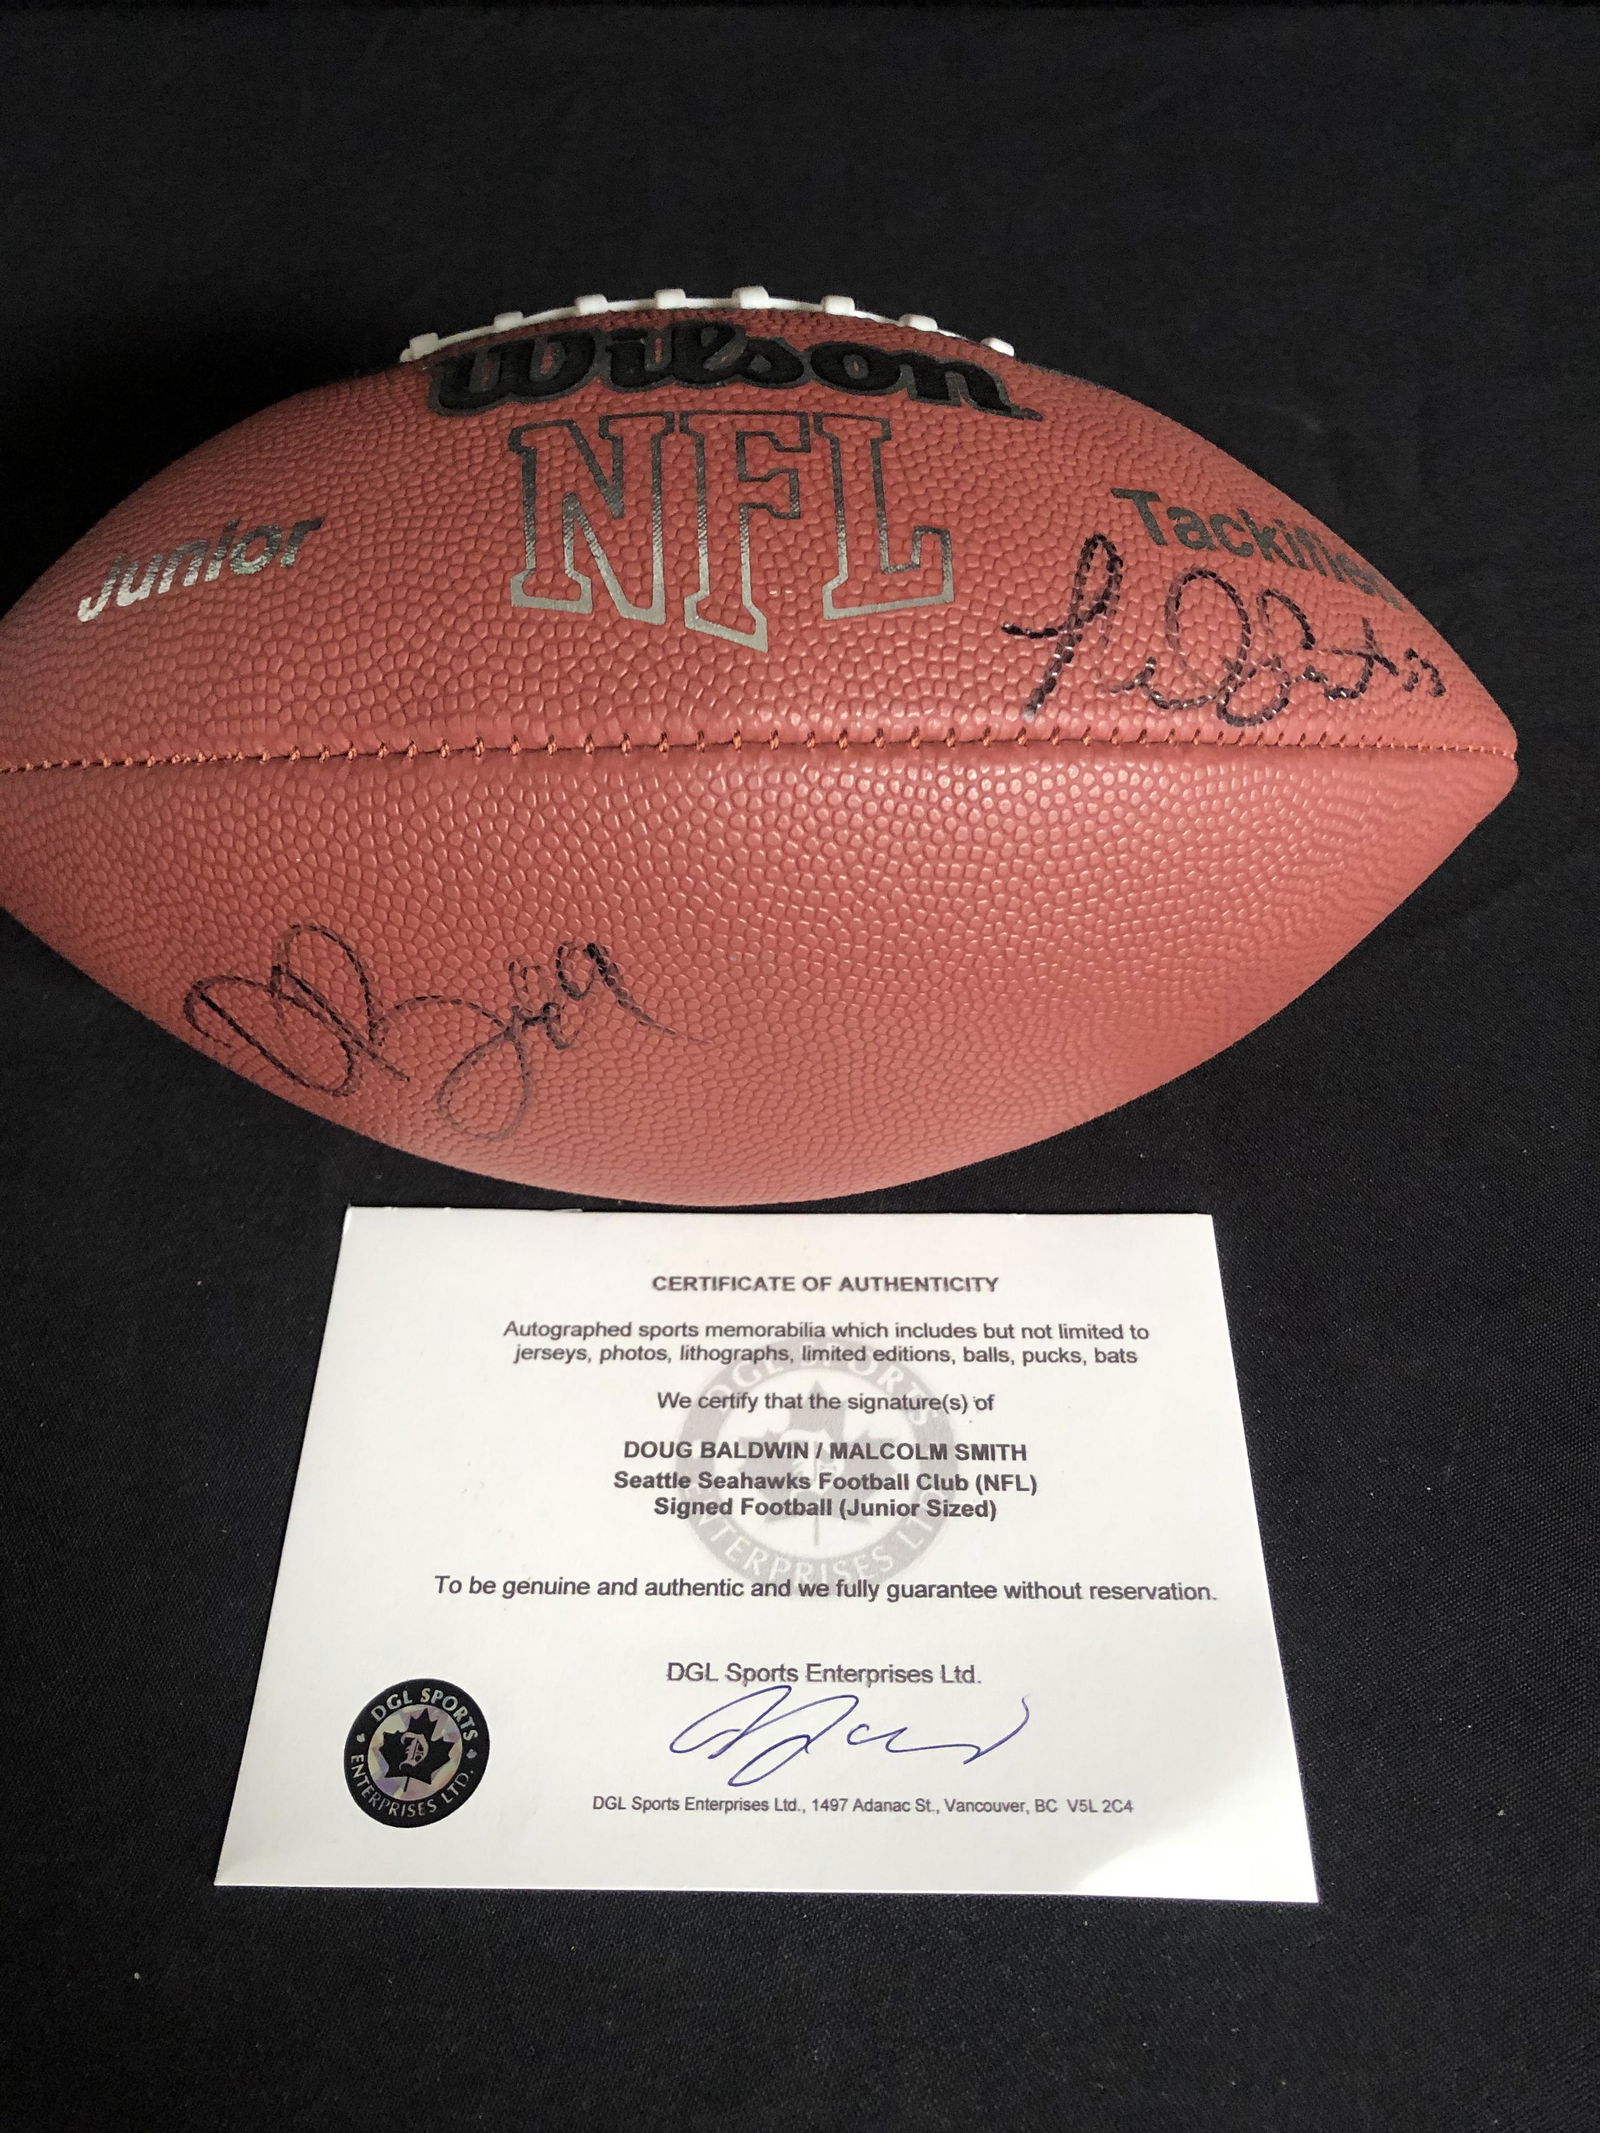 Wilson
NFL
Junior
Tackified
CERTIFICATE OF AUTHENTICITY
Autographed sports memorabilia which includes but not limited to
jerseys, photos, lithographs, limited editions, balls, pucks, bats
We certify that the signature(s) of
DOUG BALDWIN / MALCOLM SMITH
Seattle Seahawks Football Club (NFL)
Signed Football (Junior Sized)
To be genuine and authentic and we fully guarantee without reservation.
DGL Sports Enterprises Ltd.
DGL SPORTS
D
ENTERPRISES LTD.
DGL Sports Enterprises Ltd., 1497 Adanac St., Vancouver, BC V5L 2C4